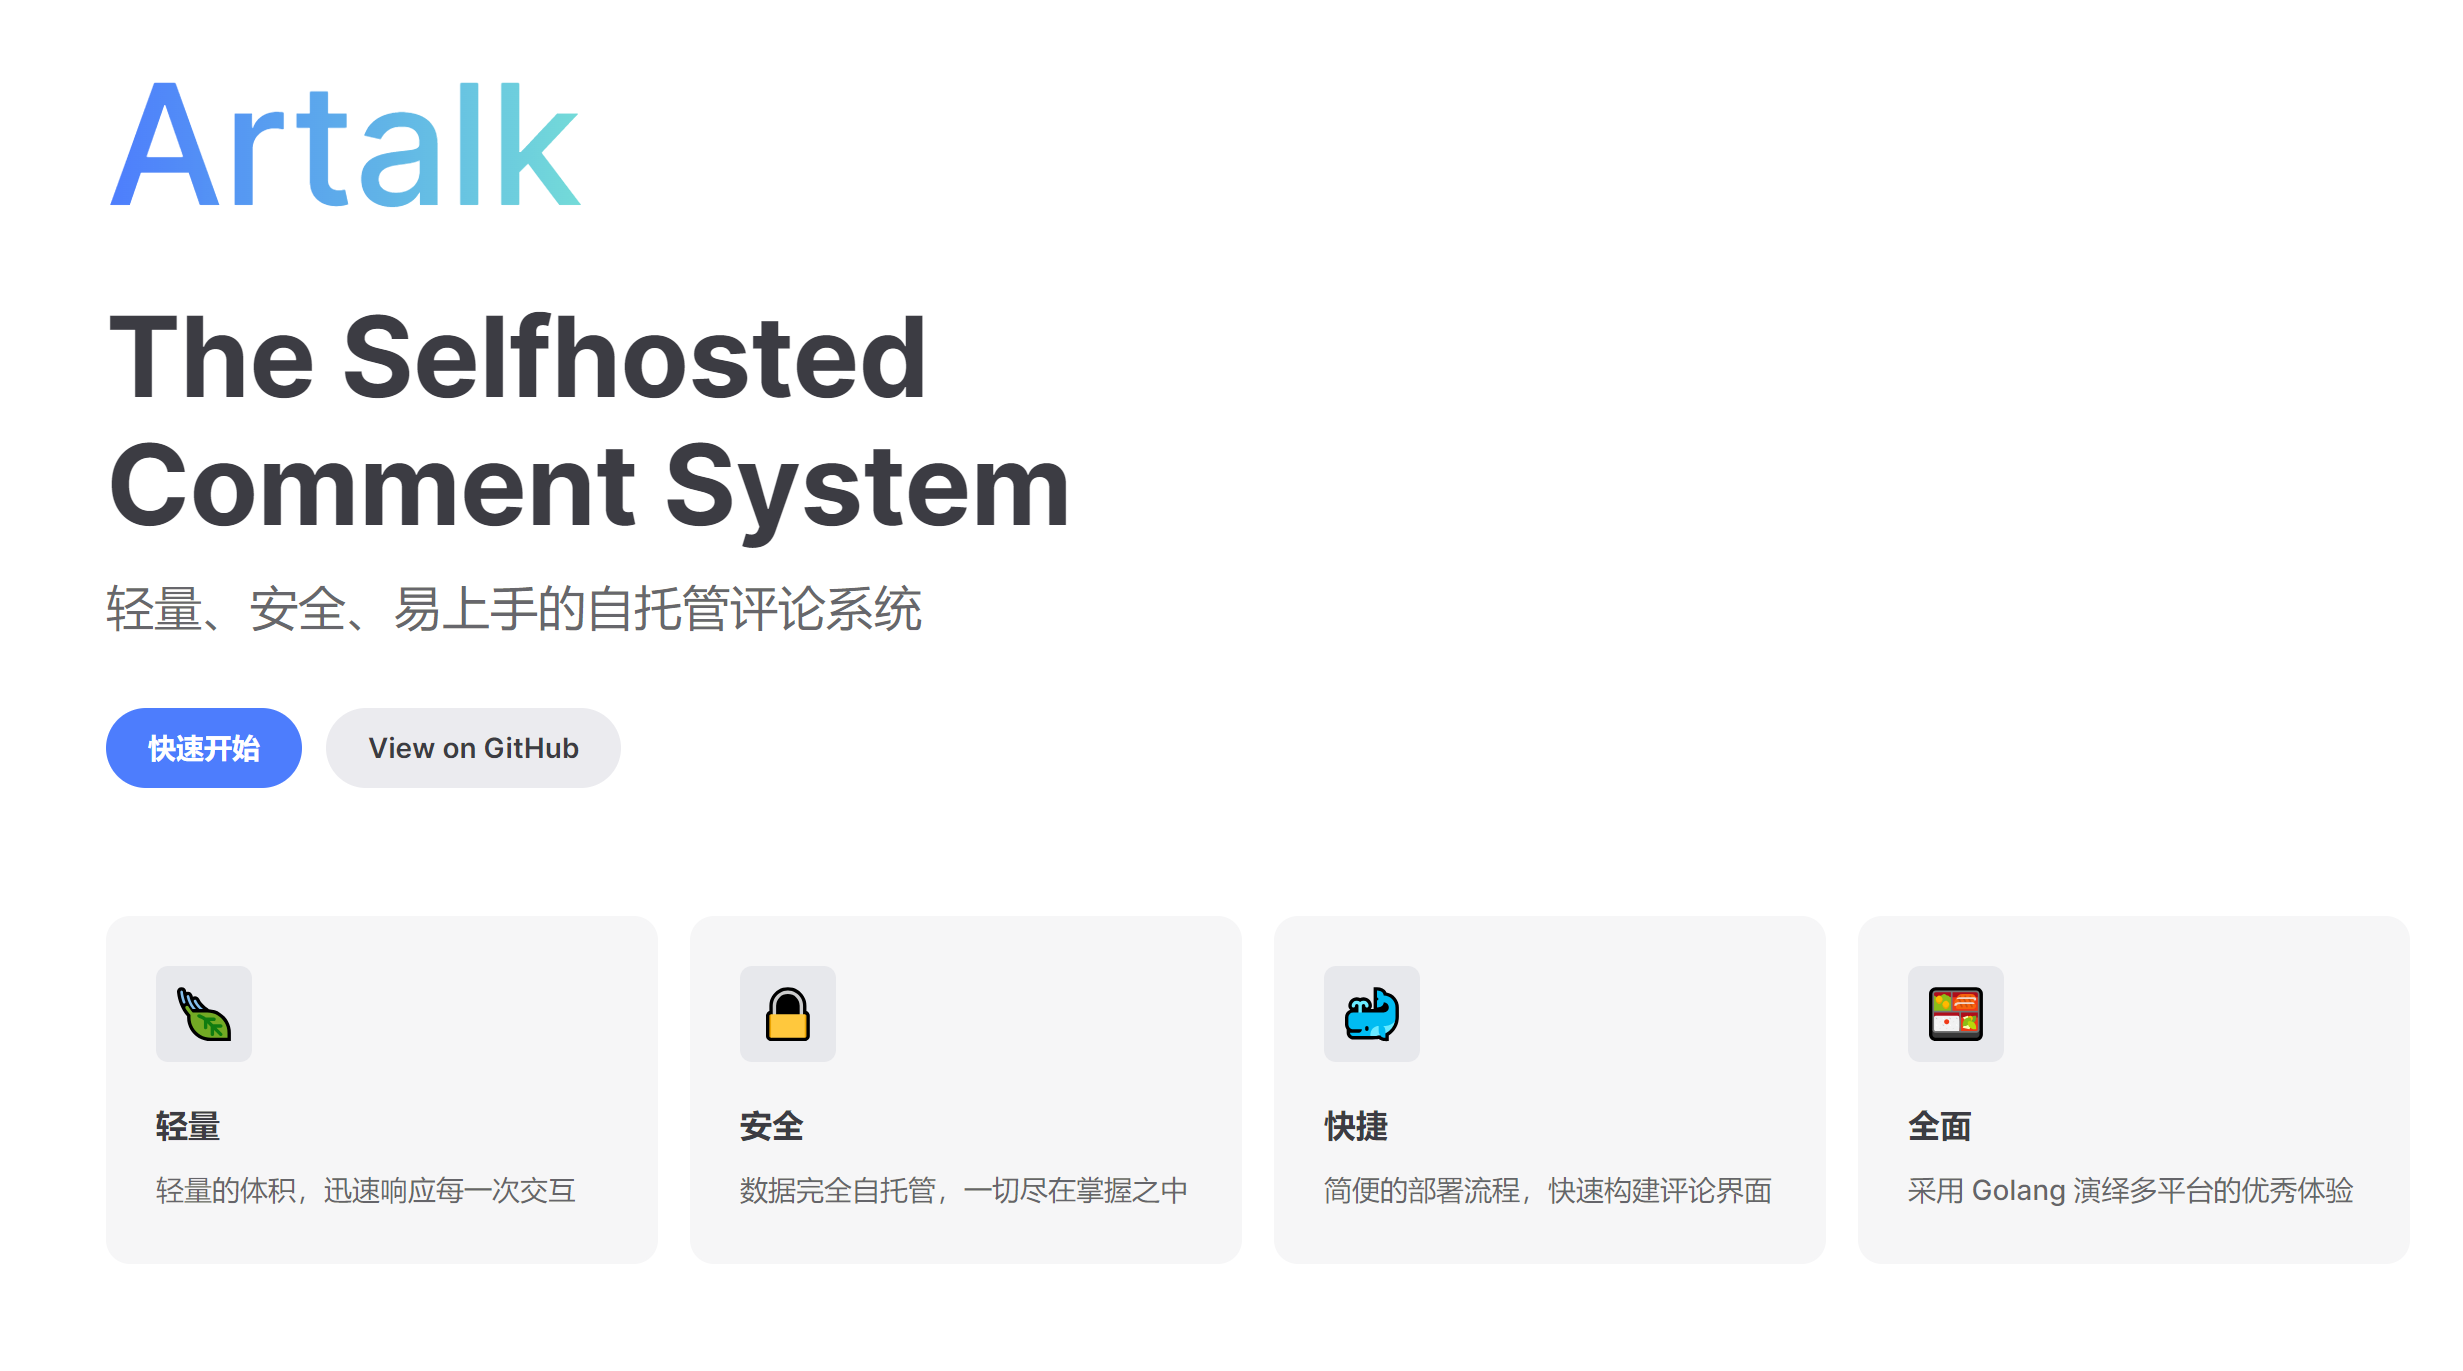 Artalk
The Selfhosted
Comment System
轻量、安全、易上手的自托管评论系统
快速开始
View on GitHub
轻量
轻量的体积，迅速响应每一次交互
安全
数据完全自托管，一切尽在掌握之中
快捷
简便的部署流程，快速构建评论界面
全面
采用 Golang 演绎多平台的优秀体验